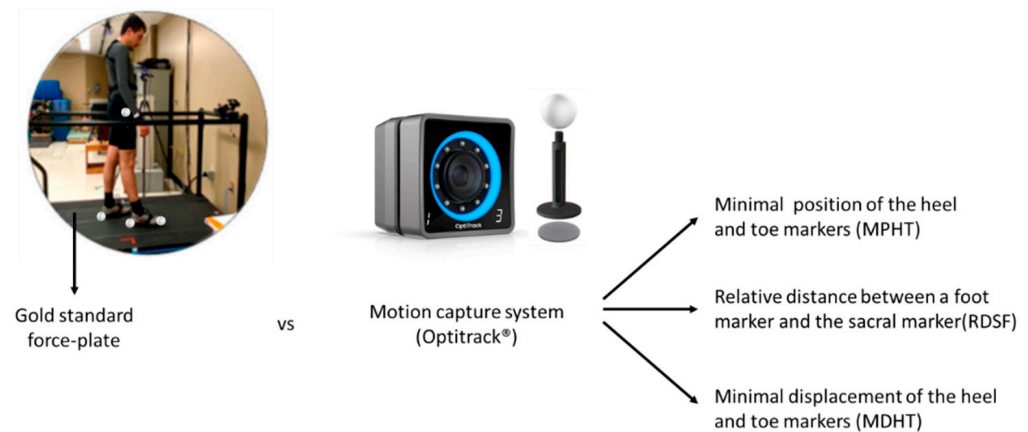 Gold standard
force-plate
vs
1 3
OptiTrack
Motion capture system
(Optitrack®)
Minimal position of the heel
and toe markers (MPHT)
Relative distance between a foot
marker and the sacral marker(RDSF)
Minimal displacement of the heel
and toe markers (MDHT)